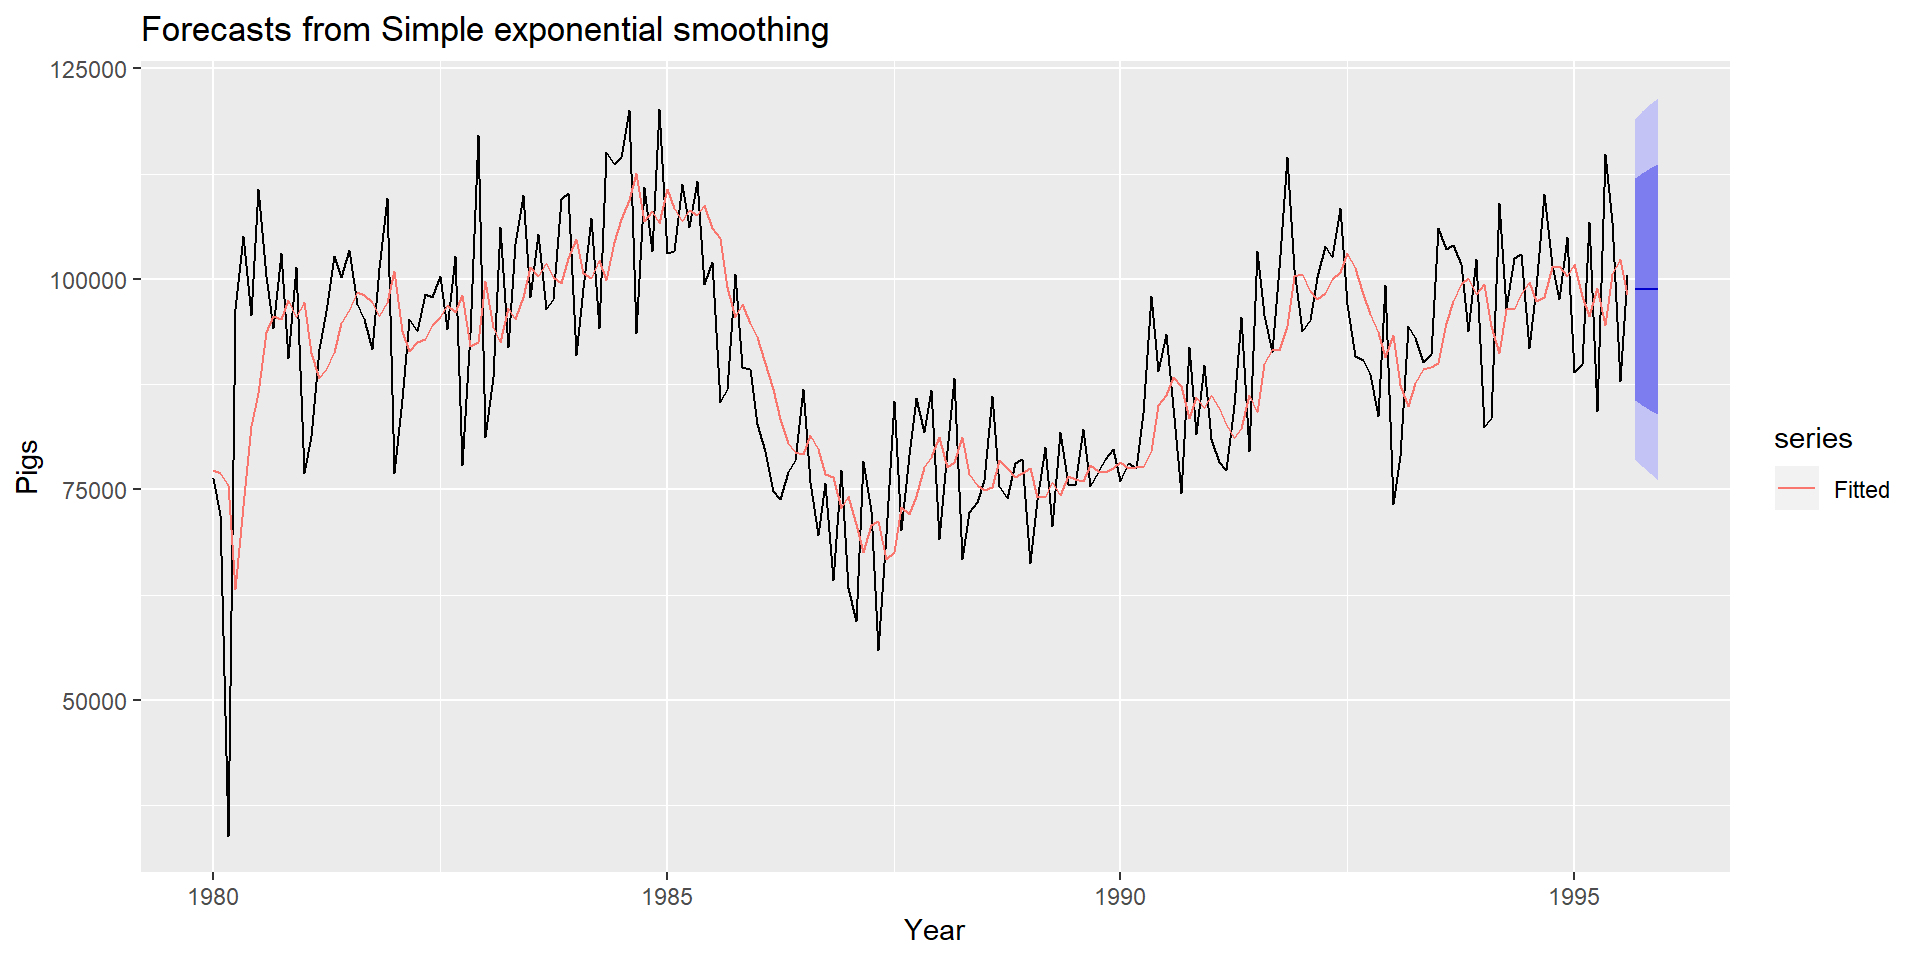 Forecasts from Simple exponential smoothing
125000
100000
75000
50000
Pigs
1980
1985
1990
1995
Year
series
Fitted